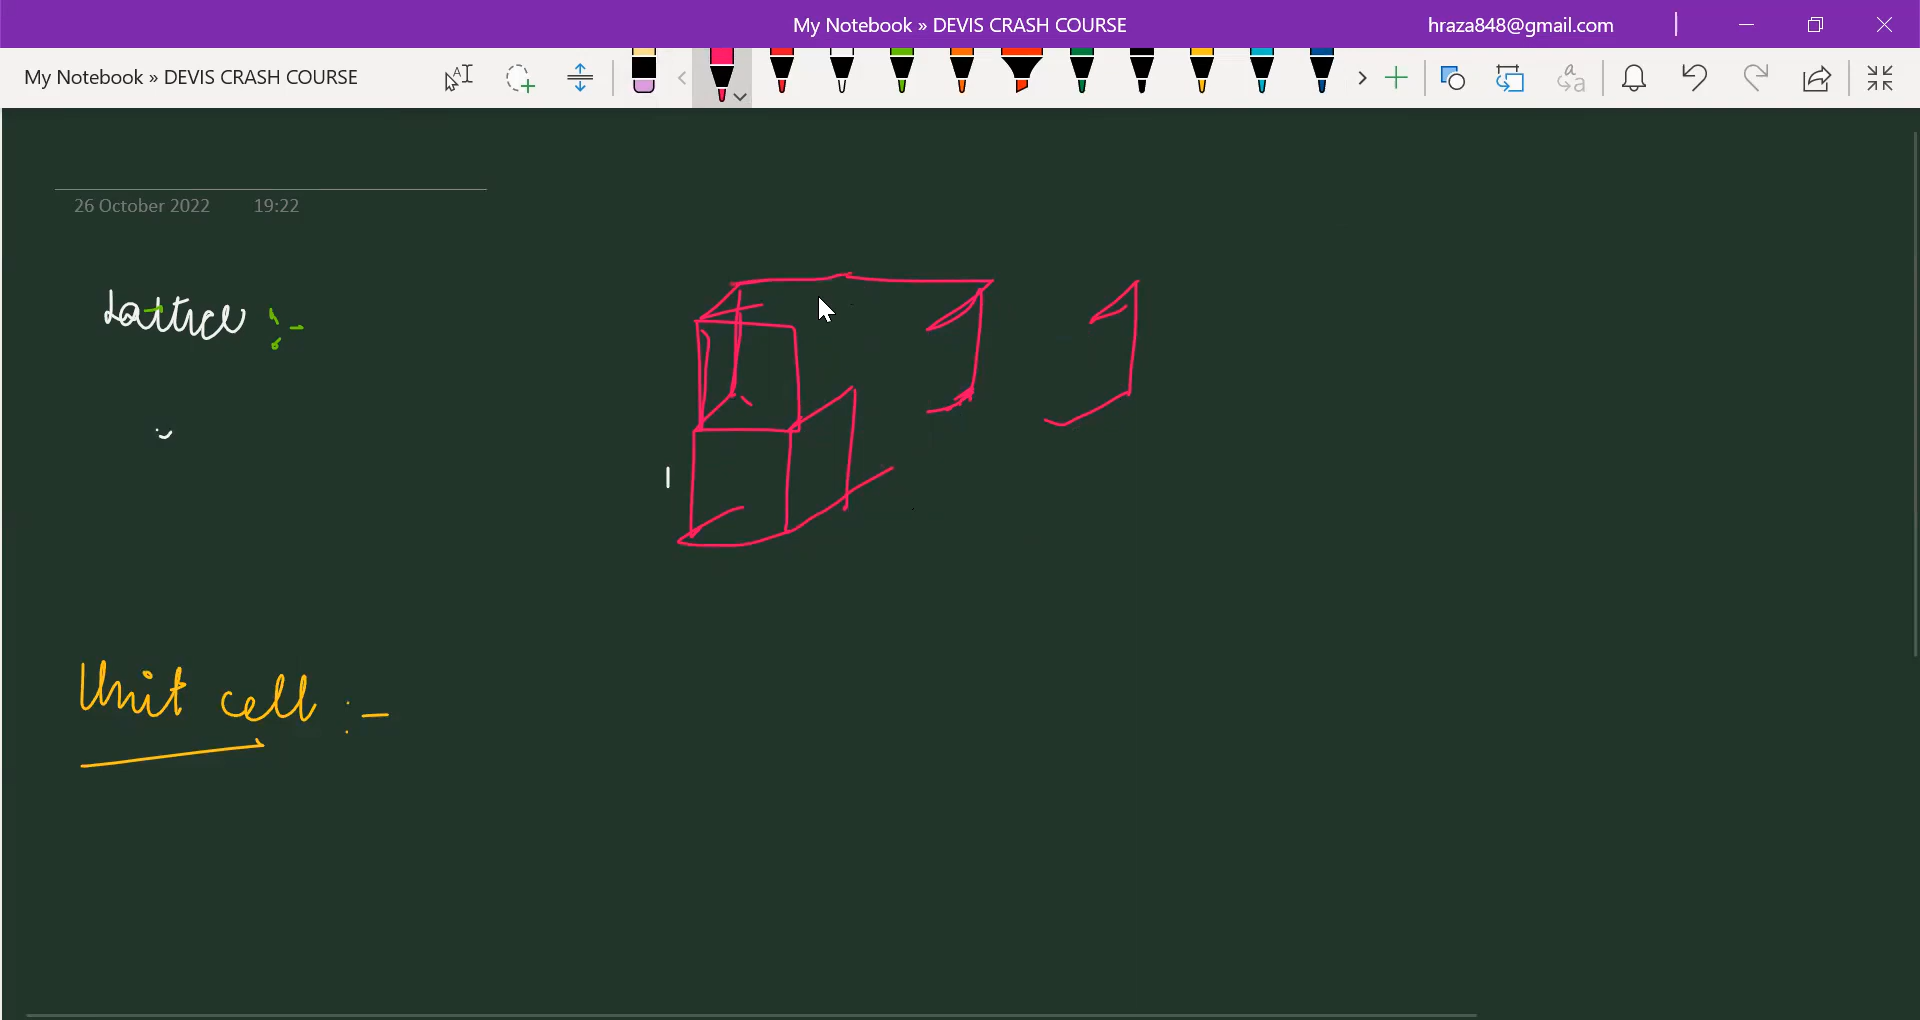 My Notebook » DEVIS CRASH COURSE
hraza848@gmail.com
My Notebook » DEVIS CRASH COURSE
26 October 2022 19:22
Lattice :-
Unit cell :-